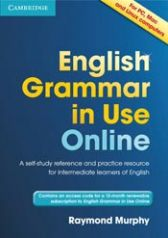 CAMBRIDGE
For PC, Mac
and Linux computers
English
Grammar
in Use
Online
A self-study reference and practice resource
for intermediate learners of English
Contains an access code for a 12-month renewable
subscription to English Grammar in Use Online
Raymond Murphy